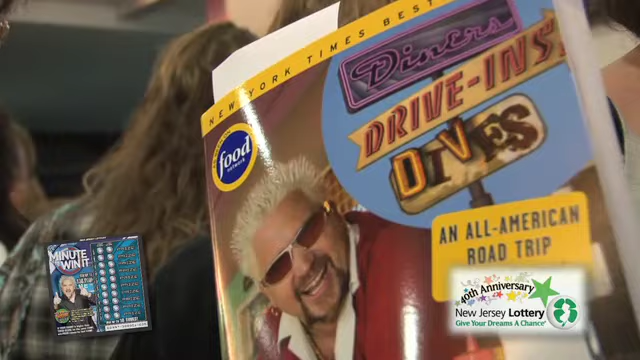 NEW YORK TIMES BEST
Diners
DRIVE-INS
DIVES
food
network
AN ALL-AMERICAN
ROAD TRIP
MINUTE
TO WIN IT
40th Anniversary
New Jersey Lottery
Give Your Dreams A Chance